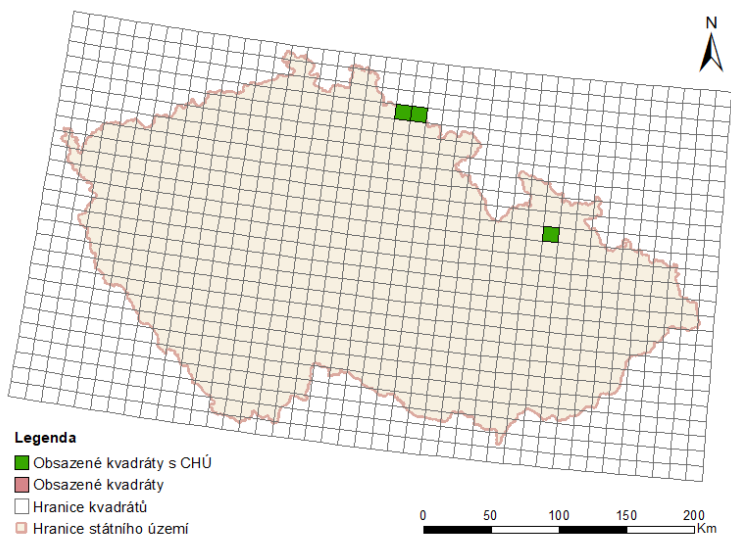 N
Legenda
Obsazené kvadráty s CHÚ
Obsazené kvadráty
Hranice kvadrátů
Hranice státního území
0 50 100 150 200
Km